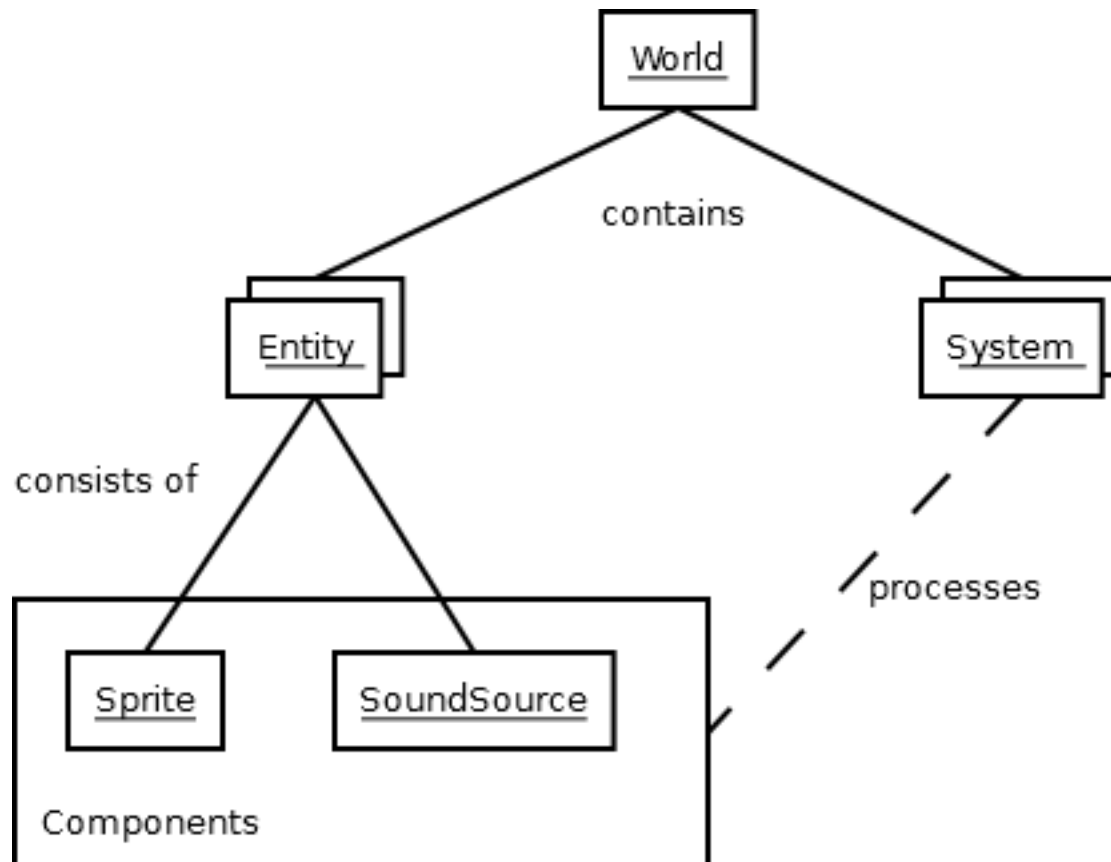 World
contains
Entity
System
consists of
processes
Sprite
SoundSource
Components